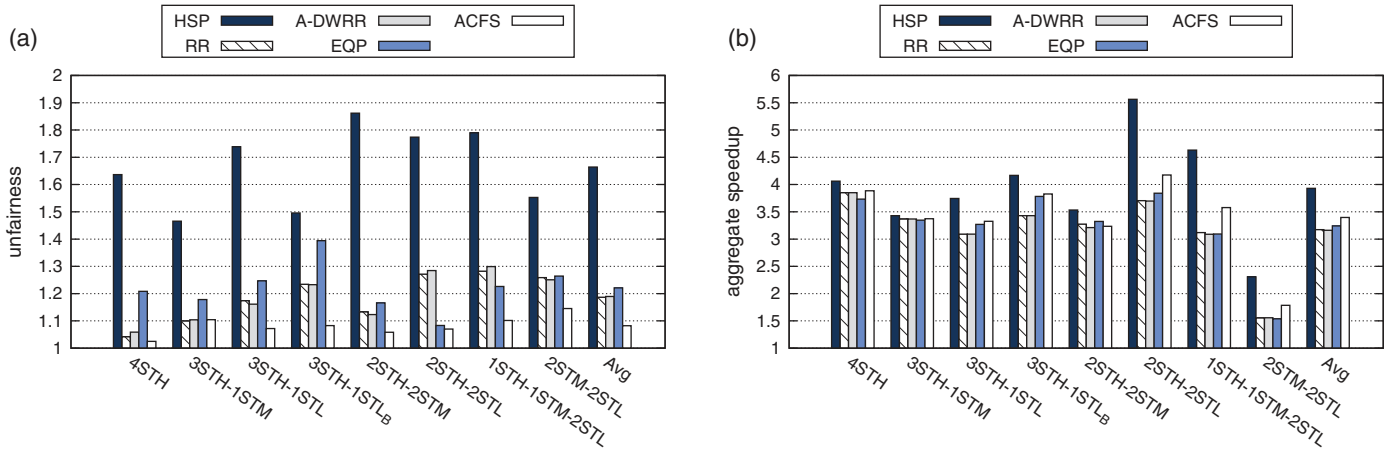 (a)
HSP A-DWRR ACFS
RR EQP
unfairness
2
1.9
1.8
1.7
1.6
1.5
1.4
1.3
1.2
1.1
1
4STH
3STH-1STM
3STH-1STL
3STH-1STL_B
2STH-2STM
2STH-2STL
1STH-1STM-2STL
2STM-2STL
Avg
(b)
HSP A-DWRR ACFS
RR EQP
aggregate speedup
6
5.5
5
4.5
4
3.5
3
2.5
2
1.5
1
4STH
3STH-1STM
3STH-1STL
3STH-1STL_B
2STH-2STM
2STH-2STL
1STH-1STM-2STL
2STM-2STL
Avg